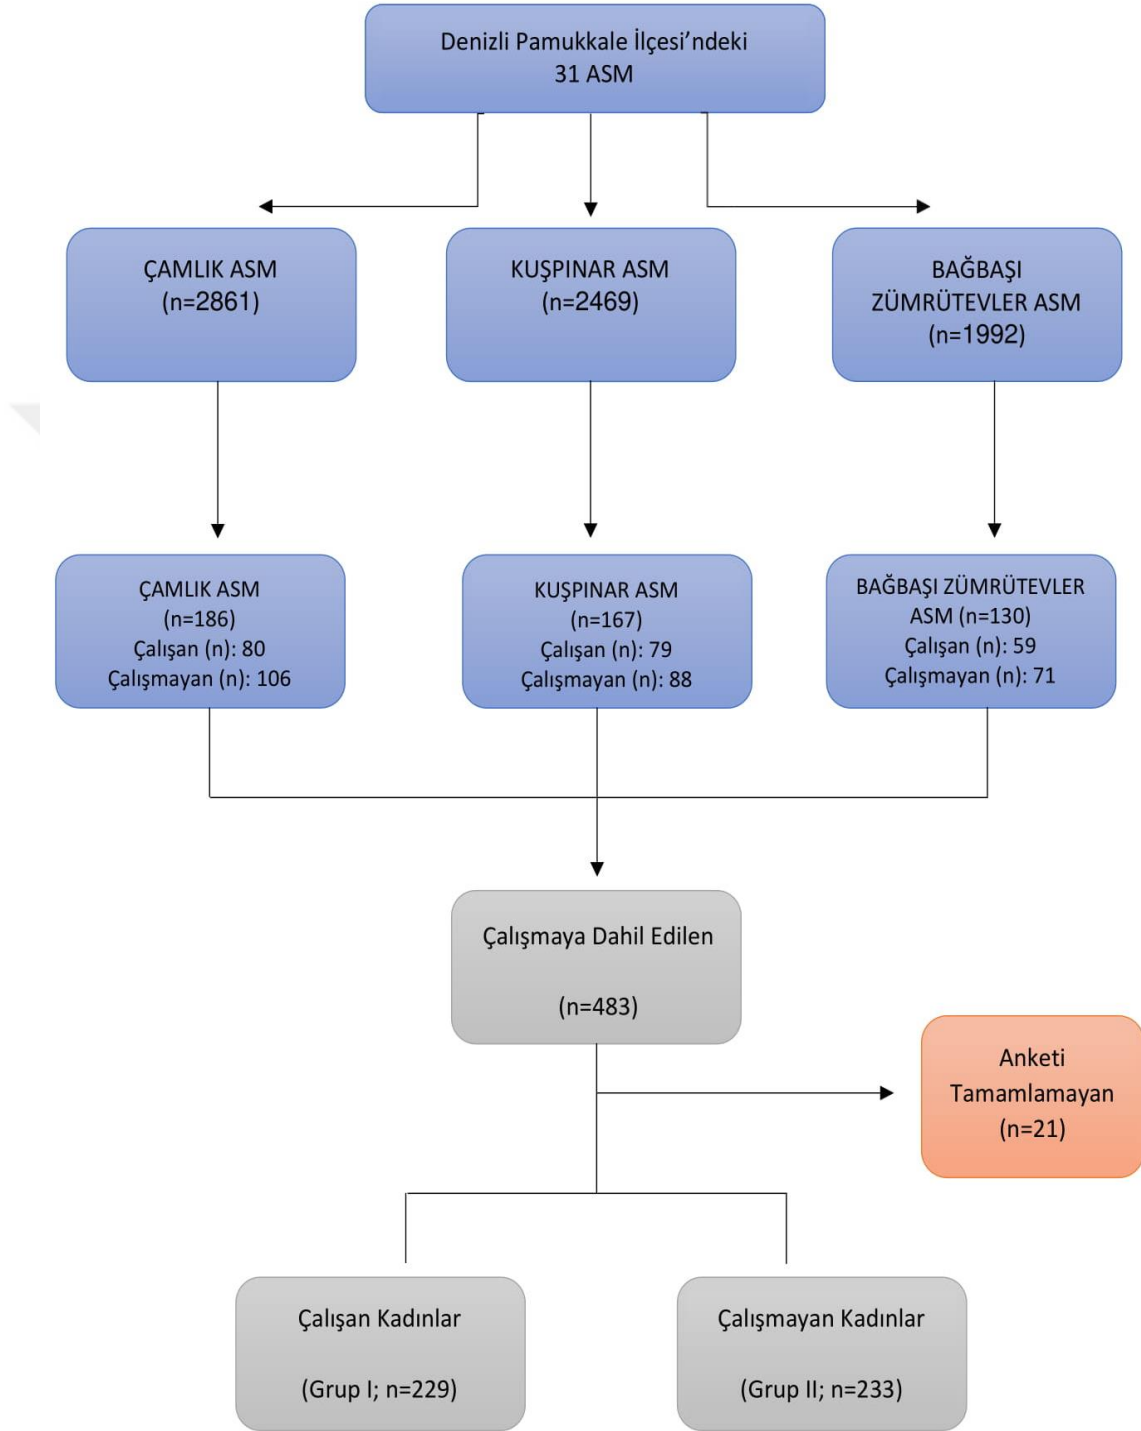 Denizli Pamukkale İlçesi’ndeki
31 ASM
ÇAMLIK ASM
(n=2861)
KUŞPINAR ASM
(n=2469)
BAĞBAŞI
ZÜMRÜTEVLER ASM
(n=1992)
ÇAMLIK ASM
(n=186)
Çalışan (n): 80
Çalışmayan (n): 106
KUŞPINAR ASM
(n=167)
Çalışan (n): 79
Çalışmayan (n): 88
BAĞBAŞI ZÜMRÜTEVLER
ASM (n=130)
Çalışan (n): 59
Çalışmayan (n): 71
Çalışmaya Dahil Edilen
(n=483)
Anketi
Tamamlamayan
(n=21)
Çalışan Kadınlar
(Grup I; n=229)
Çalışmayan Kadınlar
(Grup II; n=233)